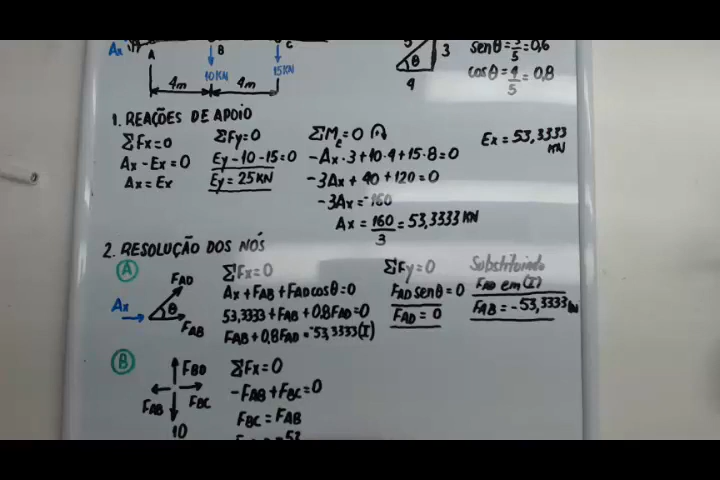 Ax
A
B
C
10KN
15KN
4m
4m
3
θ
4
senθ=3/5=0,6
cosθ=4/5=0,8
1. REAÇÕES DE APOIO
ΣFx=0
Ax-Ex=0
Ax=Ex
ΣFy=0
Ey-10-15=0
Ey=25KN
ΣME=0
-Ax·3+10·4+15·8=0
-3Ax+40+120=0
-3Ax=-160
Ax=160/3=53,3333KN
Ex=53,3333
KN
2. RESOLUÇÃO DOS NÓS
A
FAD
Ax
θ
FAB
ΣFx=0
Ax+FAB+FADcosθ=0
53,3333+FAB+0,8FAD=0
FAB+0,8FAD=-53,3333(I)
ΣFy=0
FADsenθ=0
FAD=0
Substituindo
FAD em(I)
FAB=-53,3333KN
B
FBD
FAB
FBC
10
ΣFx=0
-FAB+FBC=0
FBC=FAB